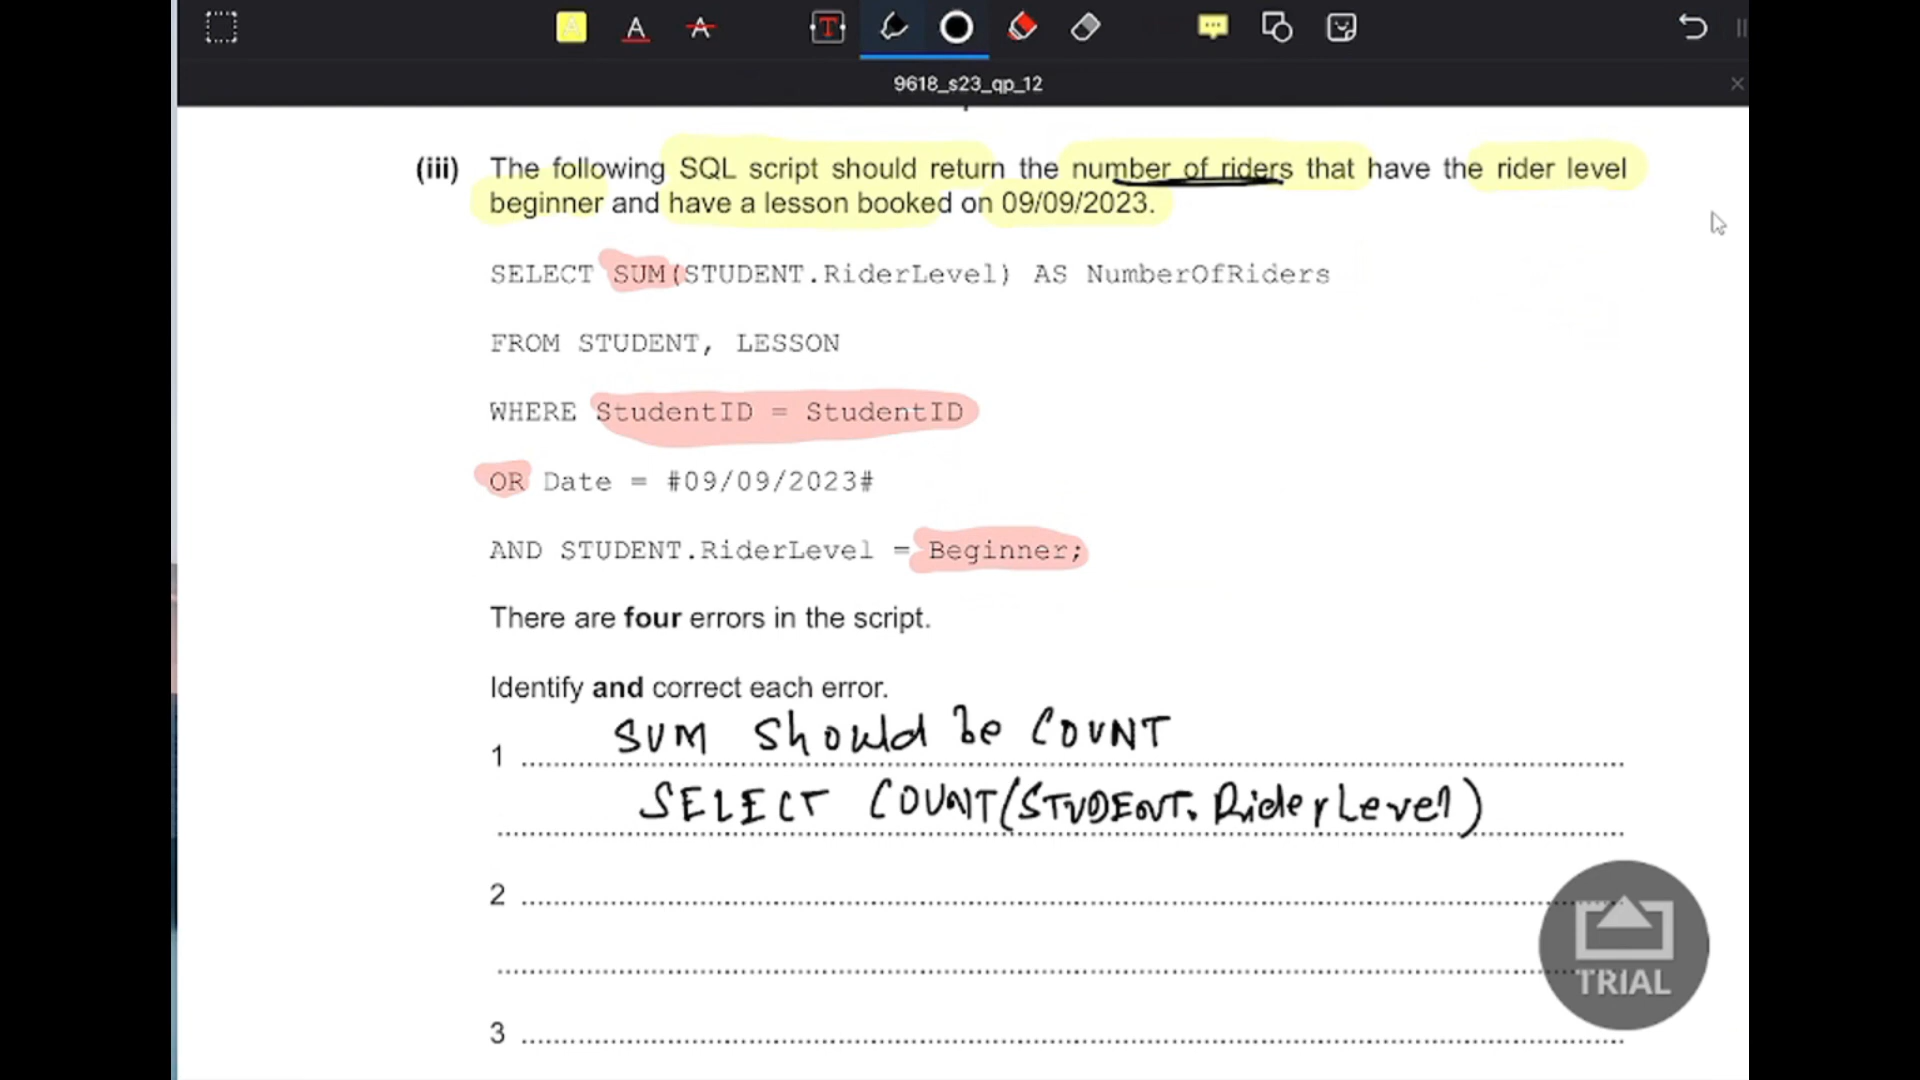 A A A T
9618_s23_qp_12
(iii) The following SQL script should return the number of riders that have the rider level
beginner and have a lesson booked on 09/09/2023.
SELECT SUM(STUDENT.RiderLevel) AS NumberOfRiders
FROM STUDENT, LESSON
WHERE StudentID = StudentID
OR Date = #09/09/2023#
AND STUDENT.RiderLevel = Beginner;
There are four errors in the script.
Identify and correct each error.
SUM should be COUNT
1
SELECT COUNT(STUDENT.RiderLevel)
2
TRIAL
3